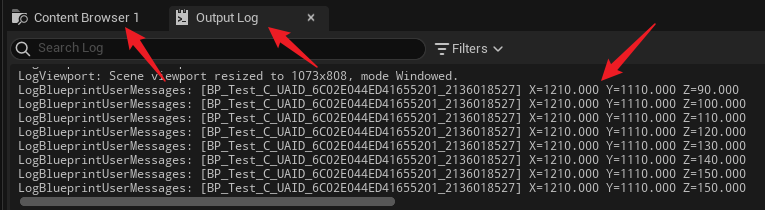 Content Browser 1 Output Log
Search Log Filters
LogViewport: Scene viewport resized to 1073x808, mode Windowed.
LogBlueprintUserMessages: [BP_Test_C_UAID_6C02E044ED41655201_2136018527] X=1210.000 Y=1110.000 Z=90.000
LogBlueprintUserMessages: [BP_Test_C_UAID_6C02E044ED41655201_2136018527] X=1210.000 Y=1110.000 Z=100.000
LogBlueprintUserMessages: [BP_Test_C_UAID_6C02E044ED41655201_2136018527] X=1210.000 Y=1110.000 Z=110.000
LogBlueprintUserMessages: [BP_Test_C_UAID_6C02E044ED41655201_2136018527] X=1210.000 Y=1110.000 Z=120.000
LogBlueprintUserMessages: [BP_Test_C_UAID_6C02E044ED41655201_2136018527] X=1210.000 Y=1110.000 Z=130.000
LogBlueprintUserMessages: [BP_Test_C_UAID_6C02E044ED41655201_2136018527] X=1210.000 Y=1110.000 Z=140.000
LogBlueprintUserMessages: [BP_Test_C_UAID_6C02E044ED41655201_2136018527] X=1210.000 Y=1110.000 Z=150.000
LogBlueprintUserMessages: [BP_Test_C_UAID_6C02E044ED41655201_2136018527] X=1210.000 Y=1110.000 Z=150.000